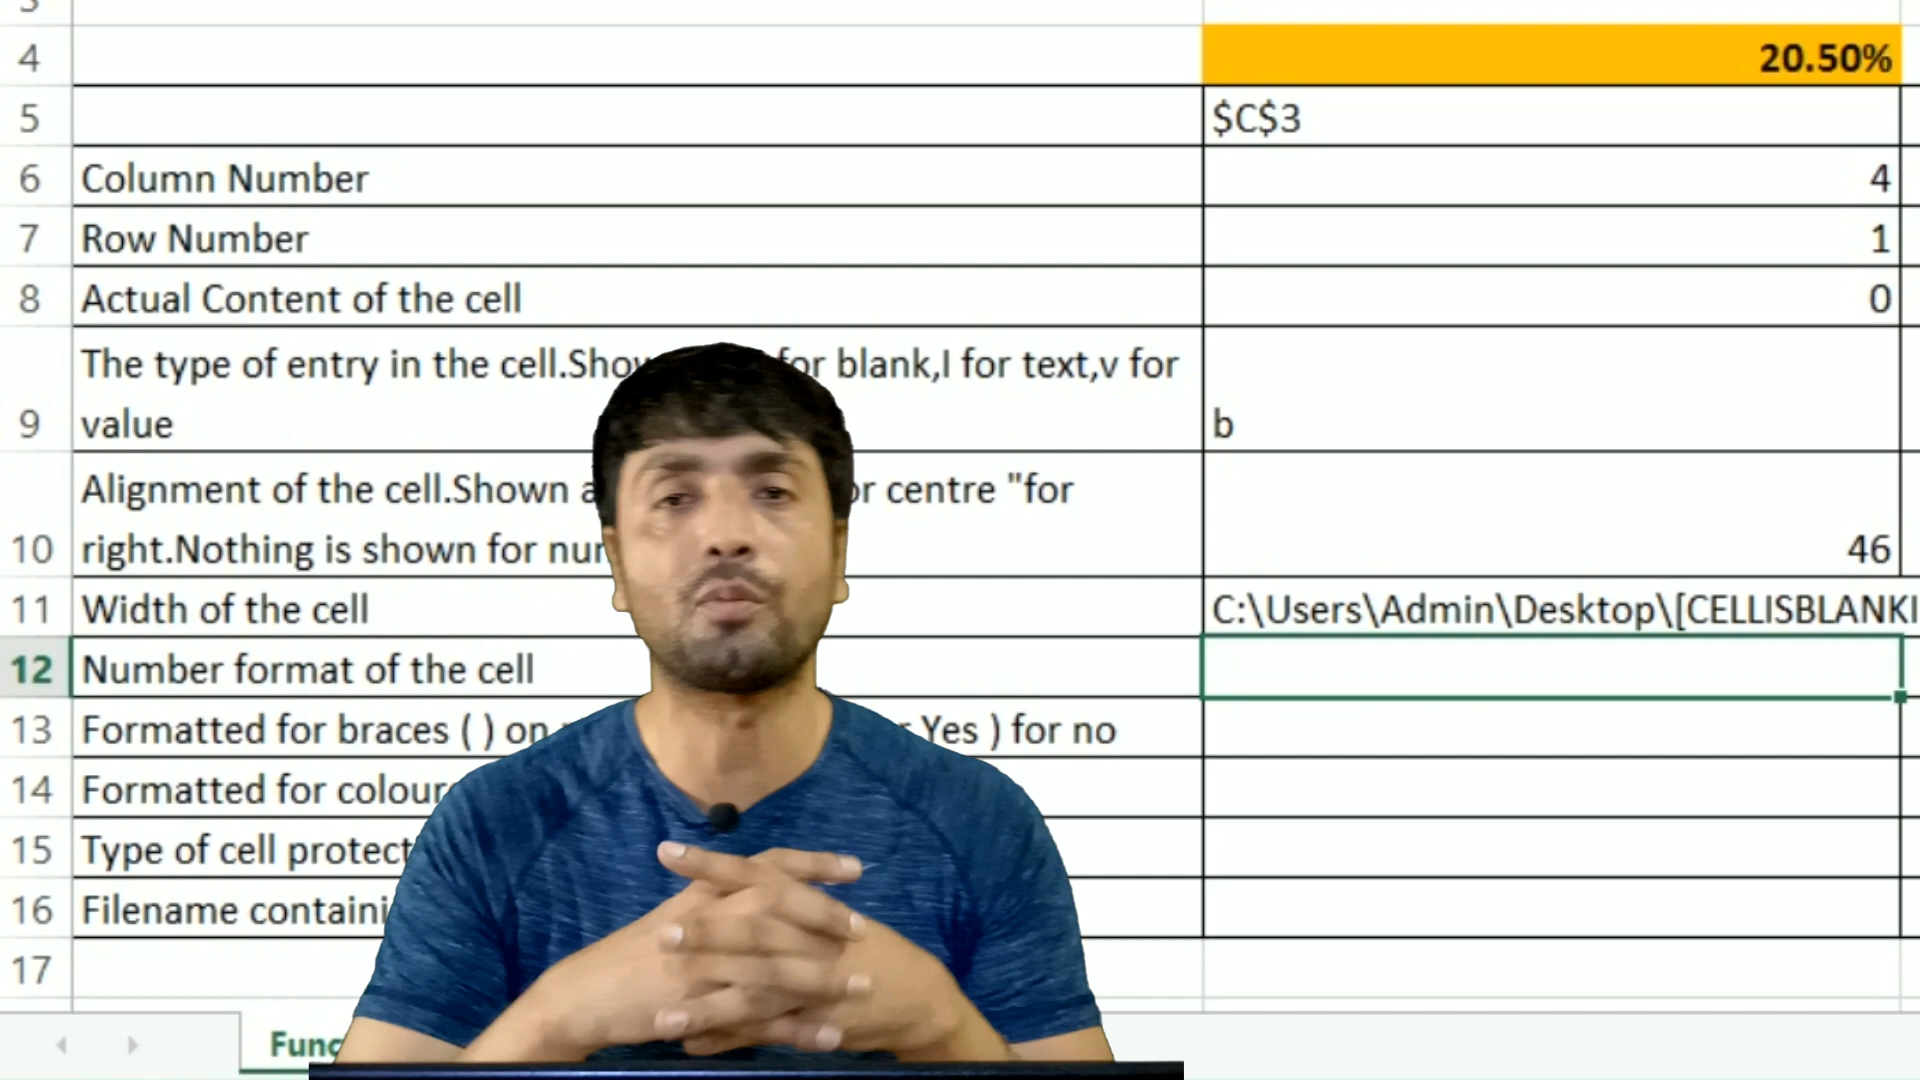 4 20.50%
5 $C$3
6 Column Number 4
7 Row Number 1
8 Actual Content of the cell 0
The type of entry in the cell.Show for blank,I for text,v for
9 value b
Alignment of the cell.Shown centre "for
10 right.Nothing is shown for 46
11 Width of the cell C:\Users\Admin\Desktop\[CELLISBLANKI
12 Number format of the cell
13 Formatted for braces ( ) on Yes ) for no
14 Formatted for colour
15 Type of cell protect
16 Filename containi
17
Func